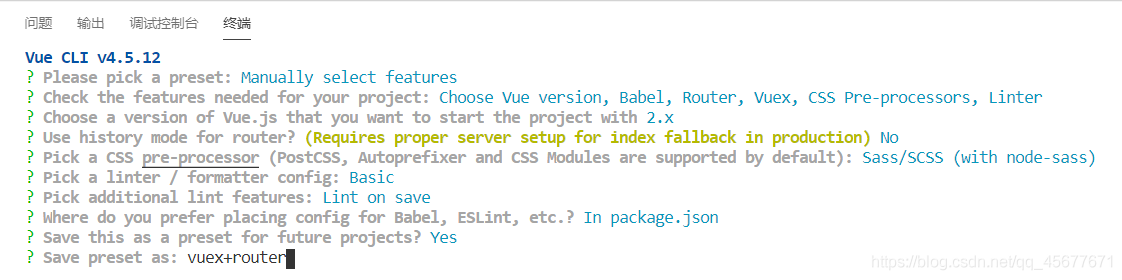 问题 输出 调试控制台 终端
Vue CLI v4.5.12
? Please pick a preset: Manually select features
? Check the features needed for your project: Choose Vue version, Babel, Router, Vuex, CSS Pre-processors, Linter
? Choose a version of Vue.js that you want to start the project with 2.x
? Use history mode for router? (Requires proper server setup for index fallback in production) No
? Pick a CSS pre-processor (PostCSS, Autoprefixer and CSS Modules are supported by default): Sass/SCSS (with node-sass)
? Pick a linter / formatter config: Basic
? Pick additional lint features: Lint on save
? Where do you prefer placing config for Babel, ESLint, etc.? In package.json
? Save this as a preset for future projects? Yes
? Save preset as: vuex+router
https://blog.csdn.net/qq_45677671